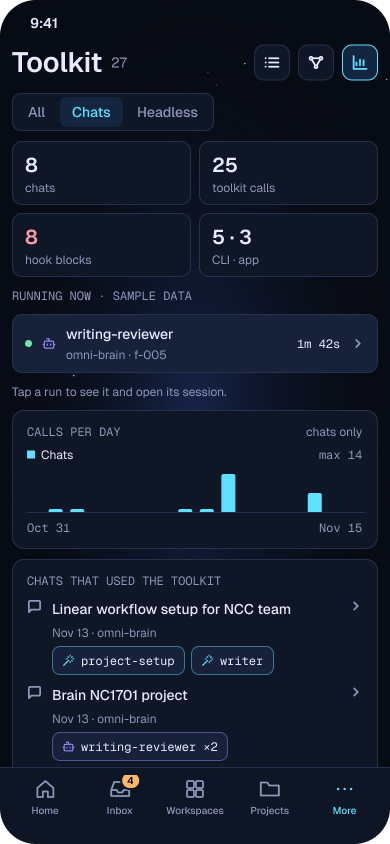 9:41
Toolkit 27
All Chats Headless
8
chats
25
toolkit calls
8
hook blocks
5 · 3
CLI · app
RUNNING NOW · SAMPLE DATA
writing-reviewer
omni-brain · f-005
1m 42s
Tap a run to see it and open its session.
CALLS PER DAY chats only
Chats max 14
Oct 31 Nov 15
CHATS THAT USED THE TOOLKIT
Linear workflow setup for NCC team
Nov 13 · omni-brain
project-setup writer
Brain NC1701 project
Nov 13 · omni-brain
writing-reviewer ×2
4
Home Inbox Workspaces Projects More